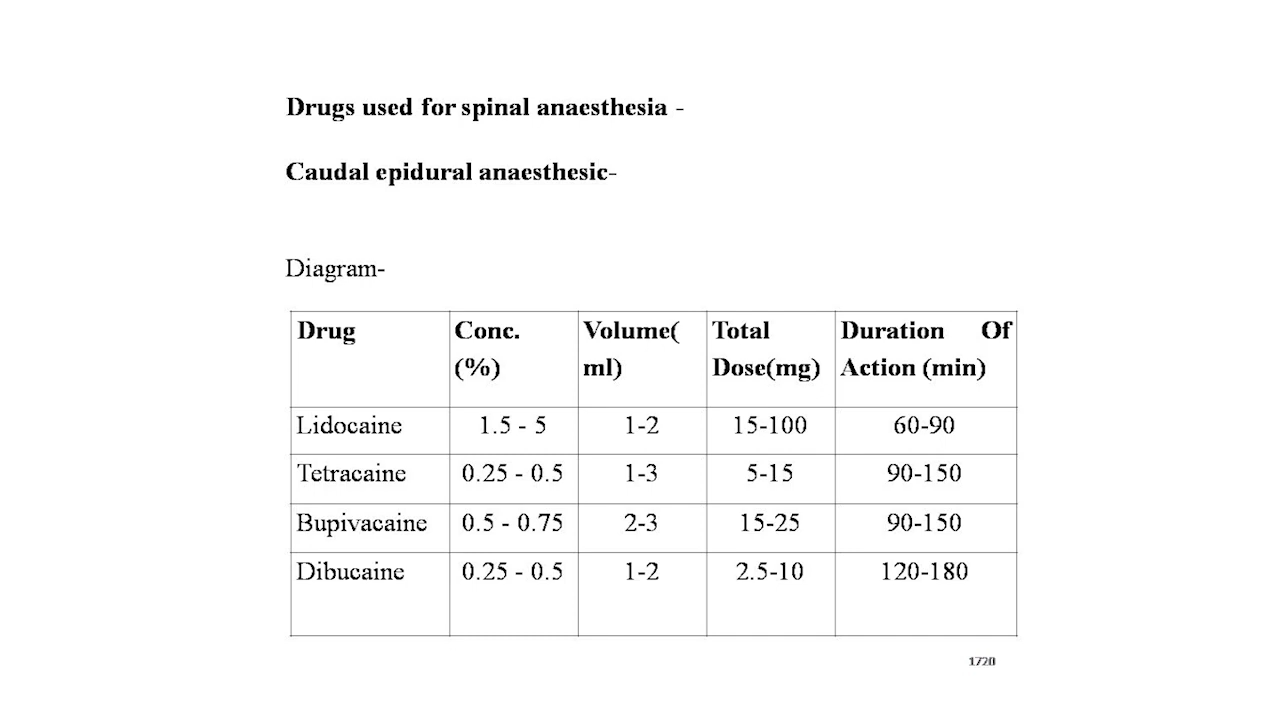 Drugs used for spinal anaesthesia -
Caudal epidural anaesthesic-
Diagram-
Drug Conc. (%) Volume( ml) Total Dose(mg) Duration Of Action (min)
Lidocaine 1.5 - 5 1-2 15-100 60-90
Tetracaine 0.25 - 0.5 1-3 5-15 90-150
Bupivacaine 0.5 - 0.75 2-3 15-25 90-150
Dibucaine 0.25 - 0.5 1-2 2.5-10 120-180
1720